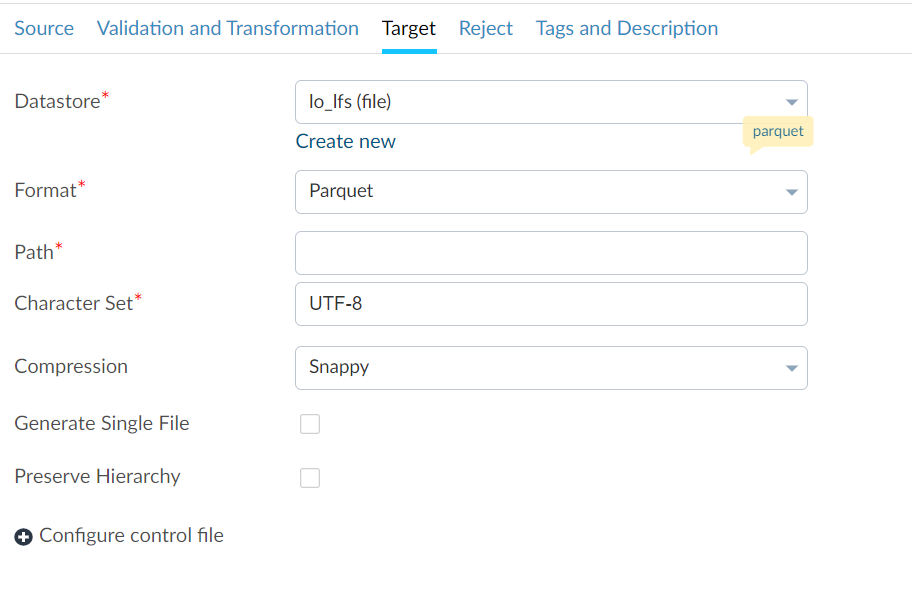 Source Validation and Transformation Target Reject Tags and Description
Datastore* lo_lfs (file)
Create new
parquet
Format* Parquet
Path*
Character Set* UTF-8
Compression Snappy
Generate Single File
Preserve Hierarchy
Configure control file